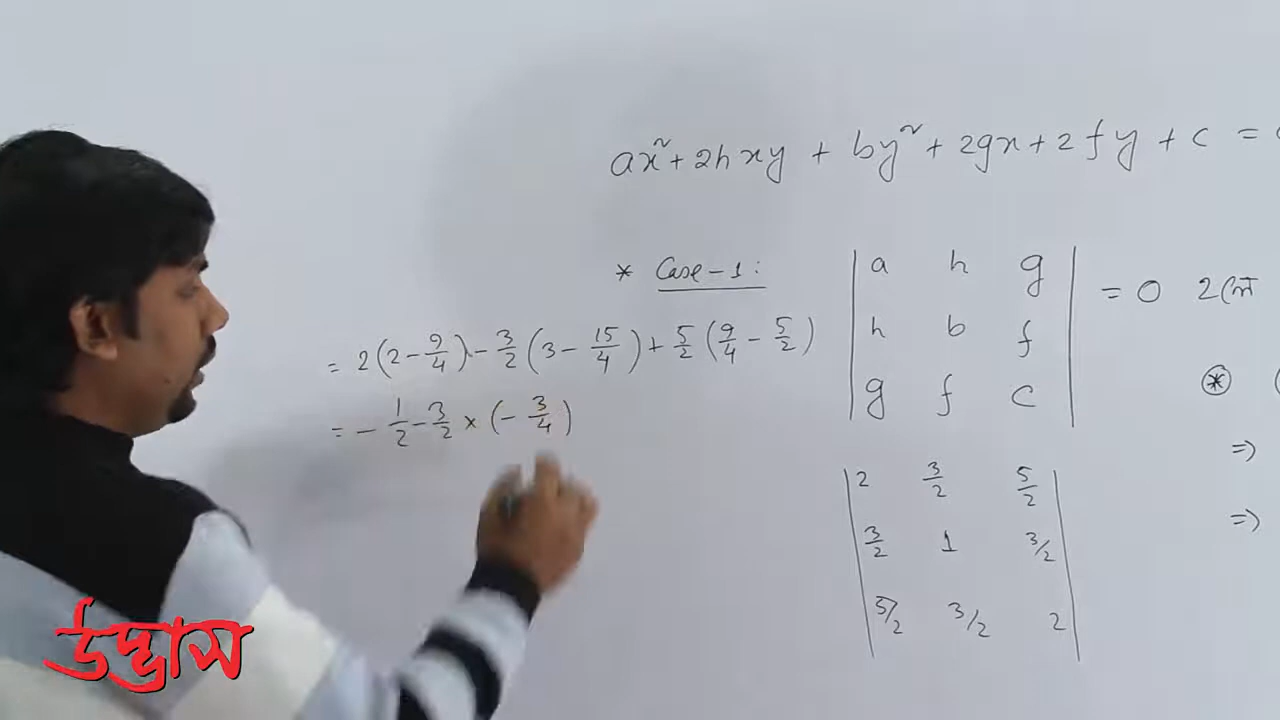 ax² + 2hxy + by² + 2gx + 2fy + c =
* Case-1:
| a h g |
| h b f | = 0
| g f c |
= 2(2 - 9/4) - 3/2 (3 - 15/4) + 5/2 (9/4 - 5/2)
= - 1/2 - 3/2 × (- 3/4)
| 2 3/2 5/2 |
| 3/2 1 3/2 |
| 5/2 3/2 2 |
⊛
⇒
⇒
উদ্ভাস